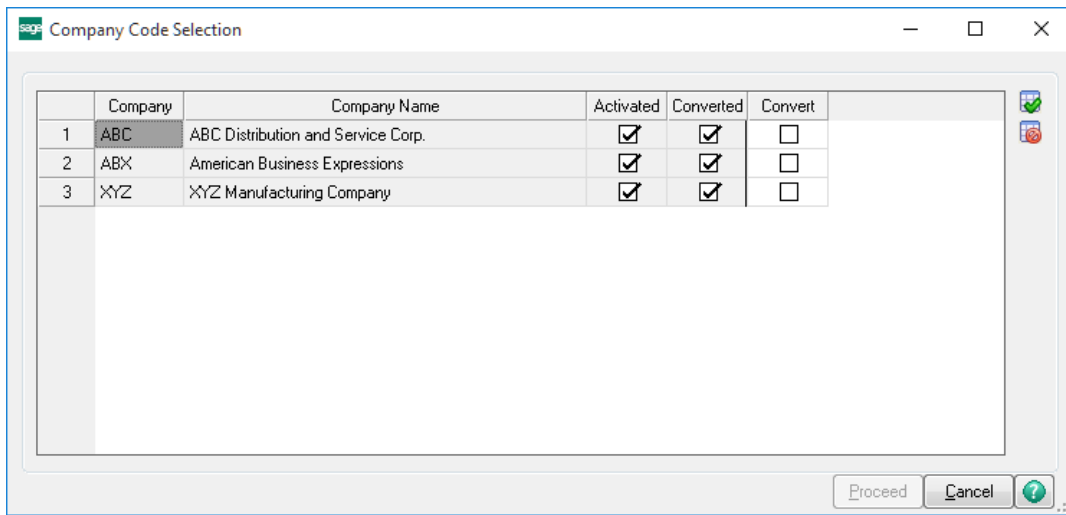 sage Company Code Selection
Company Company Name Activated Converted Convert
1 ABC ABC Distribution and Service Corp.
2 ABX American Business Expressions
3 XYZ XYZ Manufacturing Company
Proceed Cancel ?